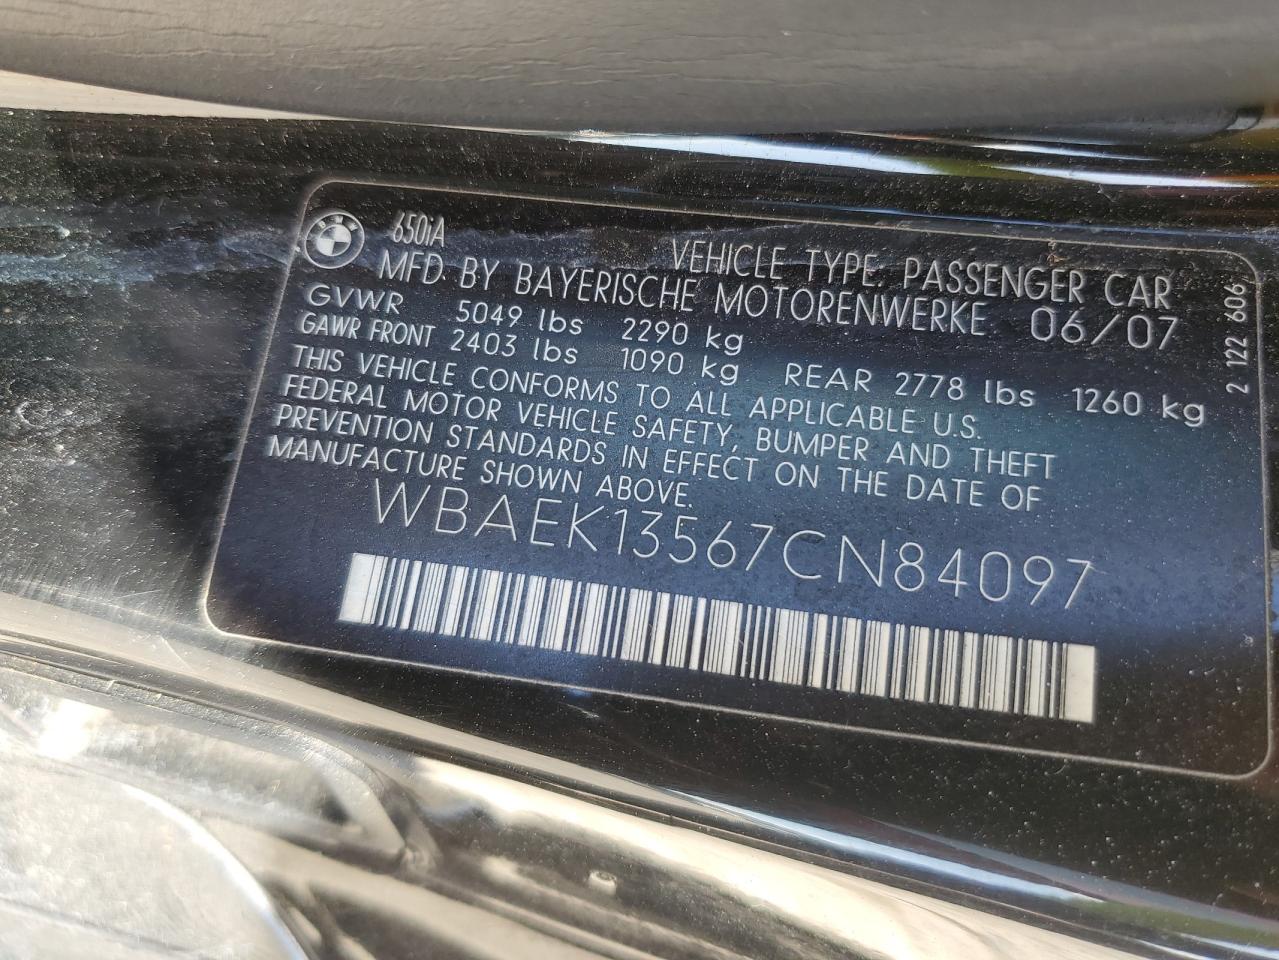 650iA
VEHICLE TYPE: PASSENGER CAR
MFD. BY BAYERISCHE MOTORENWERKE 06/07
GVWR 5049 lbs 2290 kg
GAWR FRONT 2403 lbs 1090 kg REAR 2778 lbs 1260 kg
THIS VEHICLE CONFORMS TO ALL APPLICABLE U.S.
FEDERAL MOTOR VEHICLE SAFETY, BUMPER AND THEFT
PREVENTION STANDARDS IN EFFECT ON THE DATE OF
MANUFACTURE SHOWN ABOVE.
WBAEK13567CN84097
2 122 606